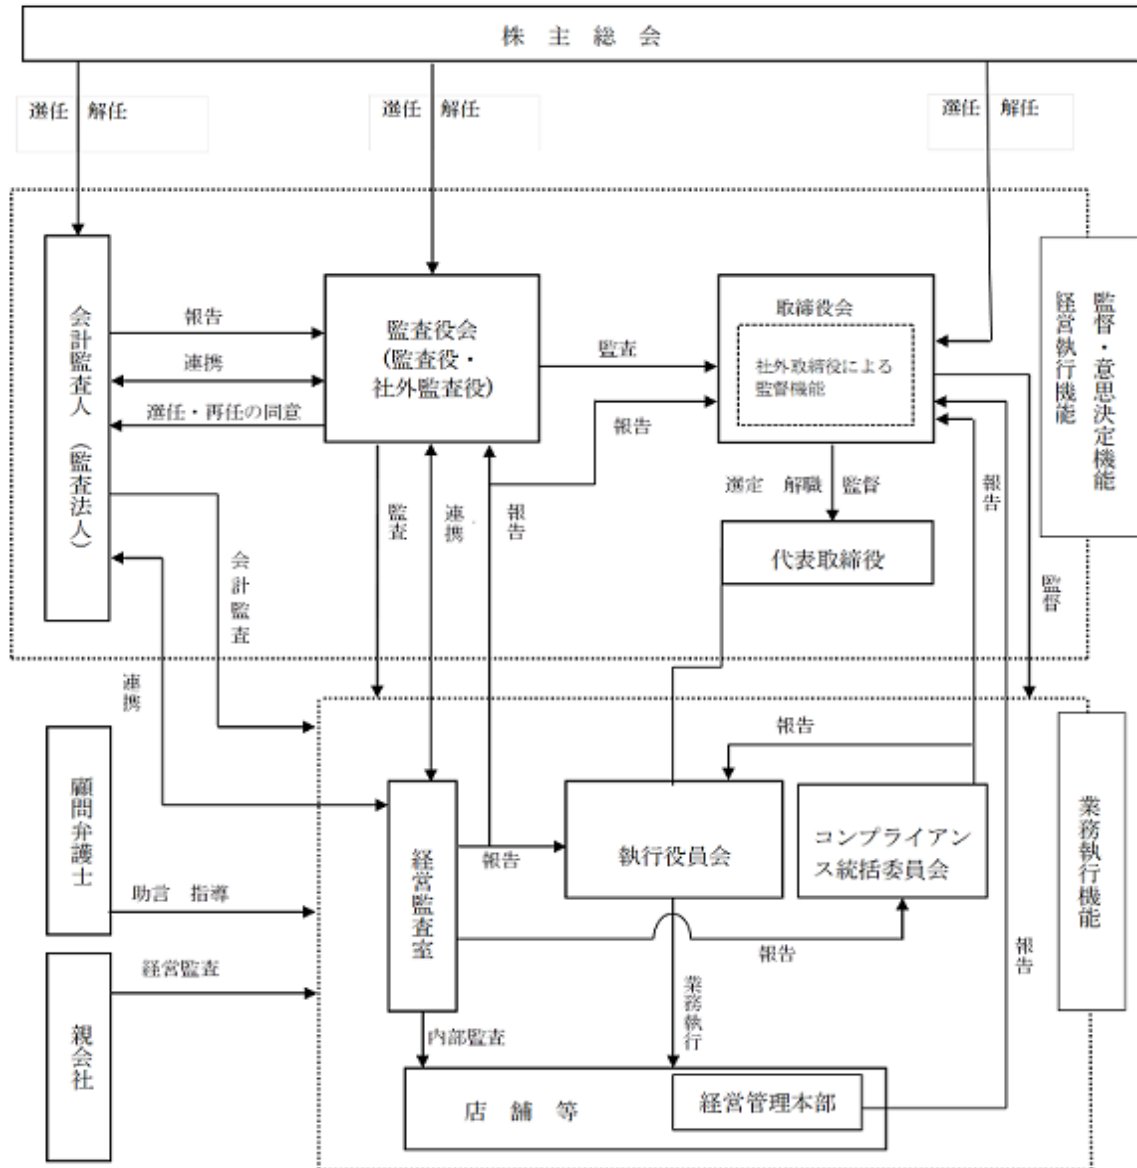 株 主 総 会
選任 解任
選任 解任
選任 解任
会計監査人 (監査法人)
報告
連携
選任・再任の同意
監査役会
(監査役・
社外監査役)
監査
報告
取締役会
社外取締役による
監督機能
監督・意思決定機能
経営執行機能
選定 解職 監督
代表取締役
監査
連携
報告
報告
監督
会計監査
連携
顧問弁護士
助言 指導
親会社
経営監査
報告
経営監査室
報告
執行役員会
コンプライアン
ス統括委員会
業務執行機能
報告
報告
業務執行
内部監査
店 舗 等
経営管理本部